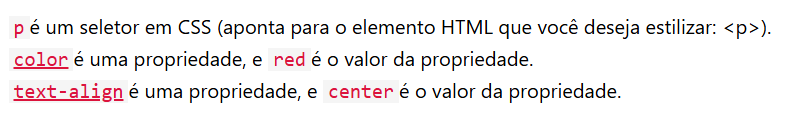 p é um seletor em CSS (aponta para o elemento HTML que você deseja estilizar: <p>).
color é uma propriedade, e red é o valor da propriedade.
text-align é uma propriedade, e center é o valor da propriedade.